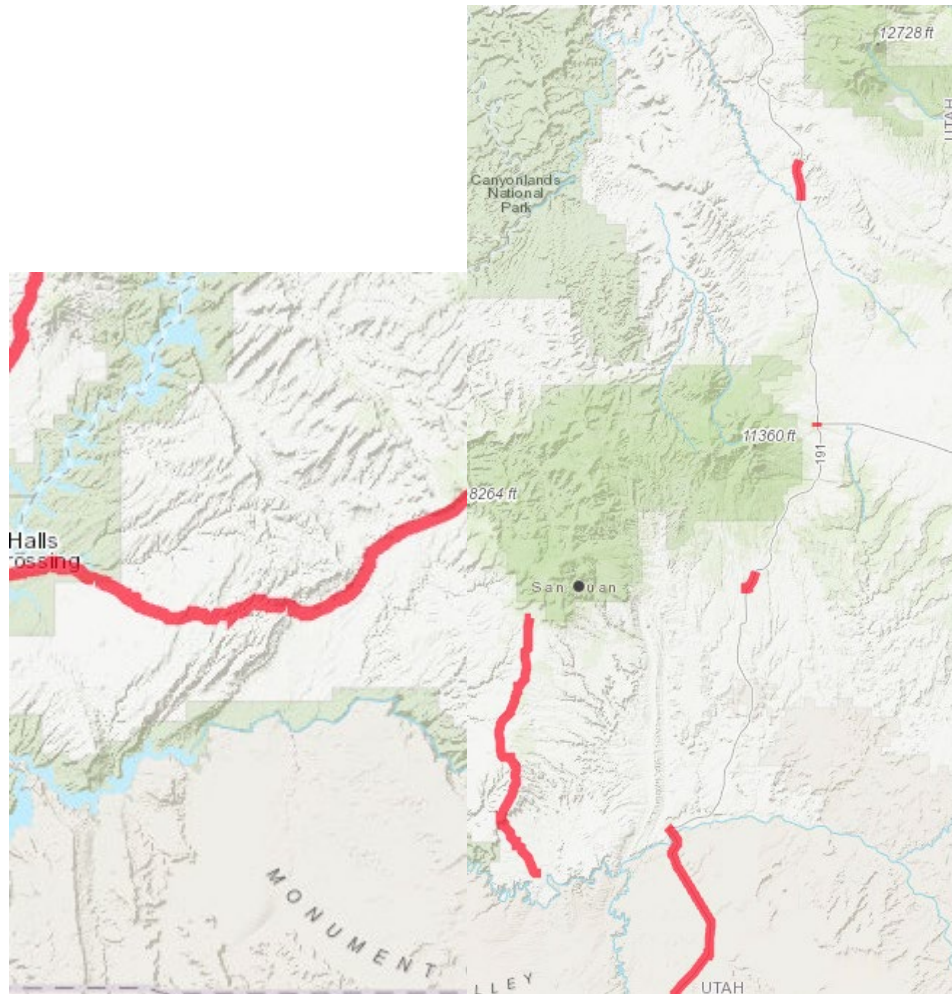 12728 ft
UTAH
Canyonlands
National
Park
11360 ft
191
8264 ft
Halls
rossing
San Juan
MONUMENT
LLEY
UTAH